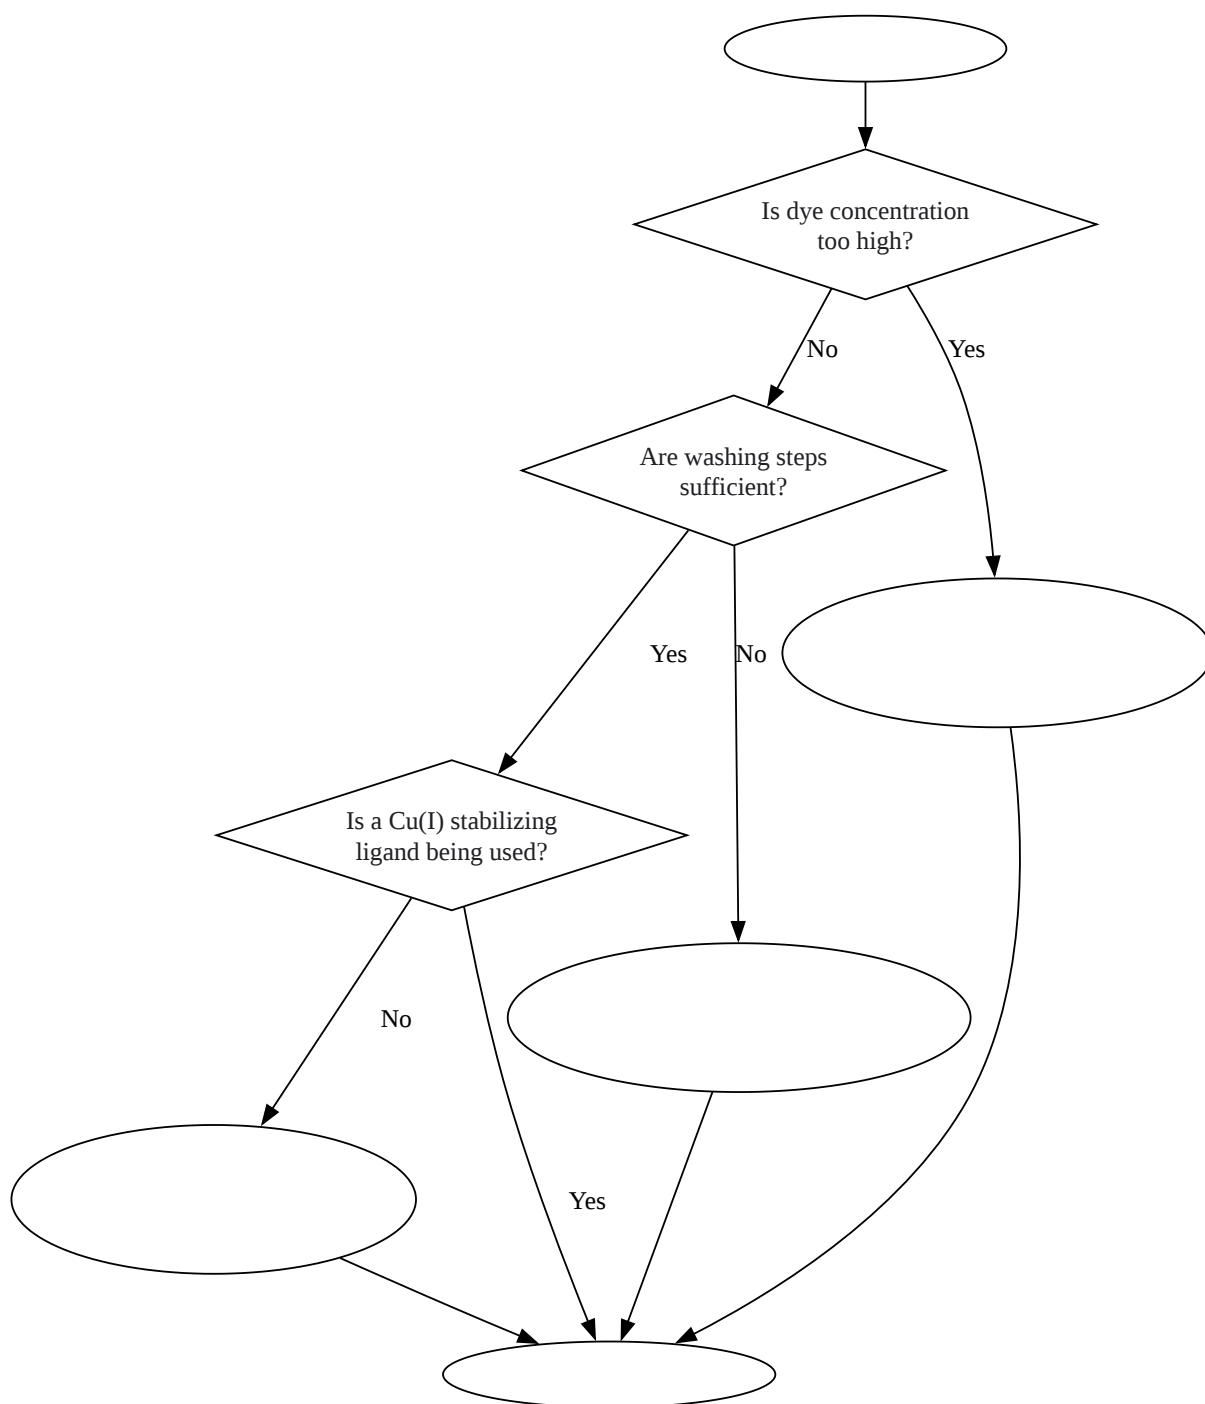 Is dye concentration
too high?
No
Yes
Are washing steps
sufficient?
Yes
No
Is a Cu(I) stabilizing
ligand being used?
No
Yes